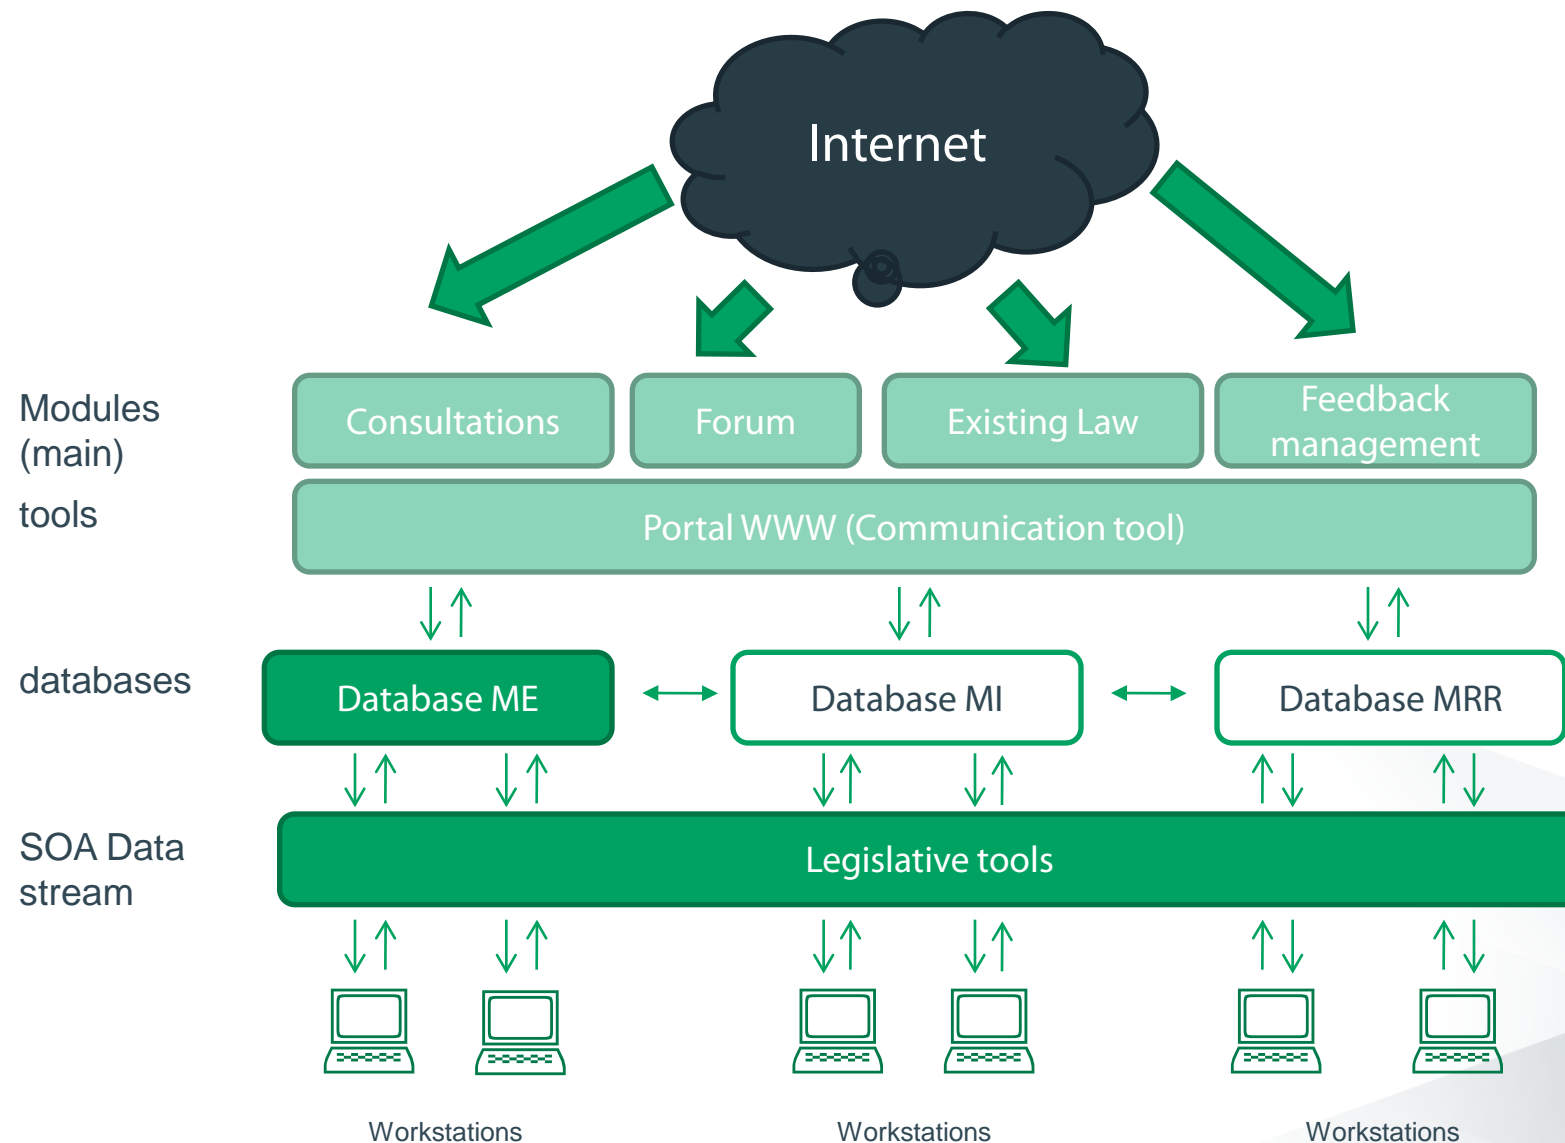 Internet
Modules
(main)
Consultations
Forum
Existing Law
Feedback
management
tools
Portal WWW (Communication tool)
databases
Database ME
Database MI
Database MRR
SOA Data
stream
Legislative tools
Workstations
Workstations
Workstations